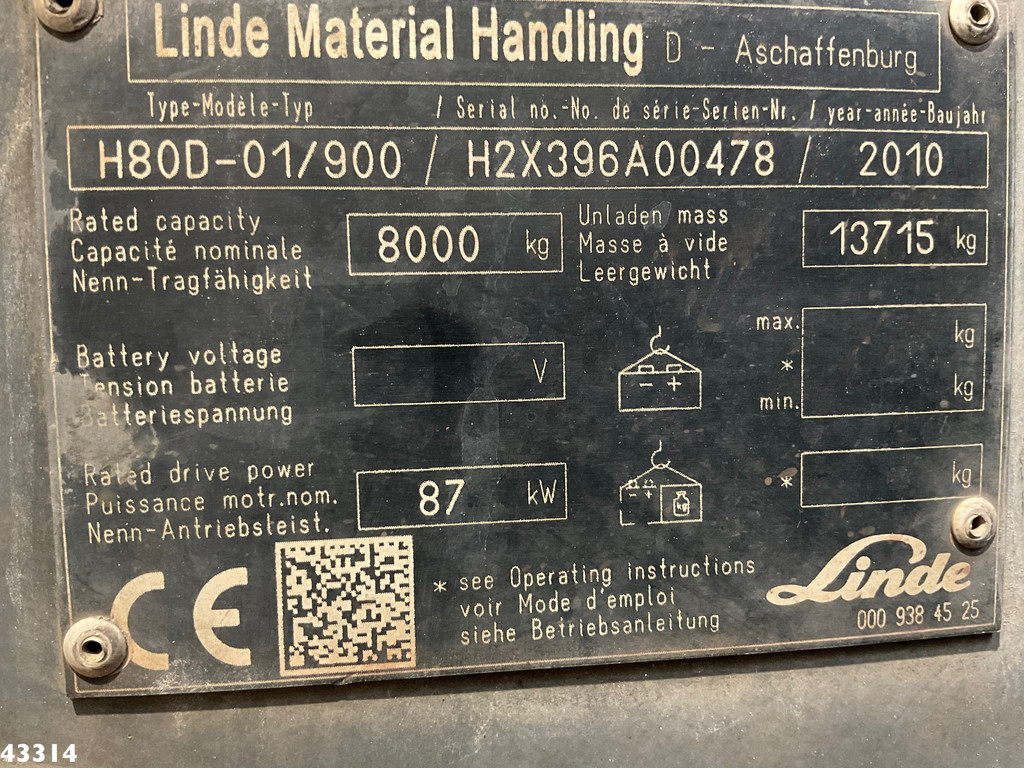 Linde Material Handling D - Aschaffenburg
Type-Modèle-Typ / Serial no.-No. de série-Serien-Nr. / year-année-Baujahr
H80D-01/900 / H2X396A00478 / 2010
Rated capacity
Capacité nominale
Nenn-Tragfähigkeit
8000 kg
Unladen mass
Masse à vide
Leergewicht
13715 kg
Battery voltage
Tension batterie
Batteriespannung
V
- +
max. kg
*
min. kg
Rated drive power
Puissance motr.nom.
Nenn-Antriebsleist.
87 kW
- +
kg
* kg
CE
* see Operating instructions
voir Mode d'emploi
siehe Betriebsanleitung
Linde
000 938 45 25
43314